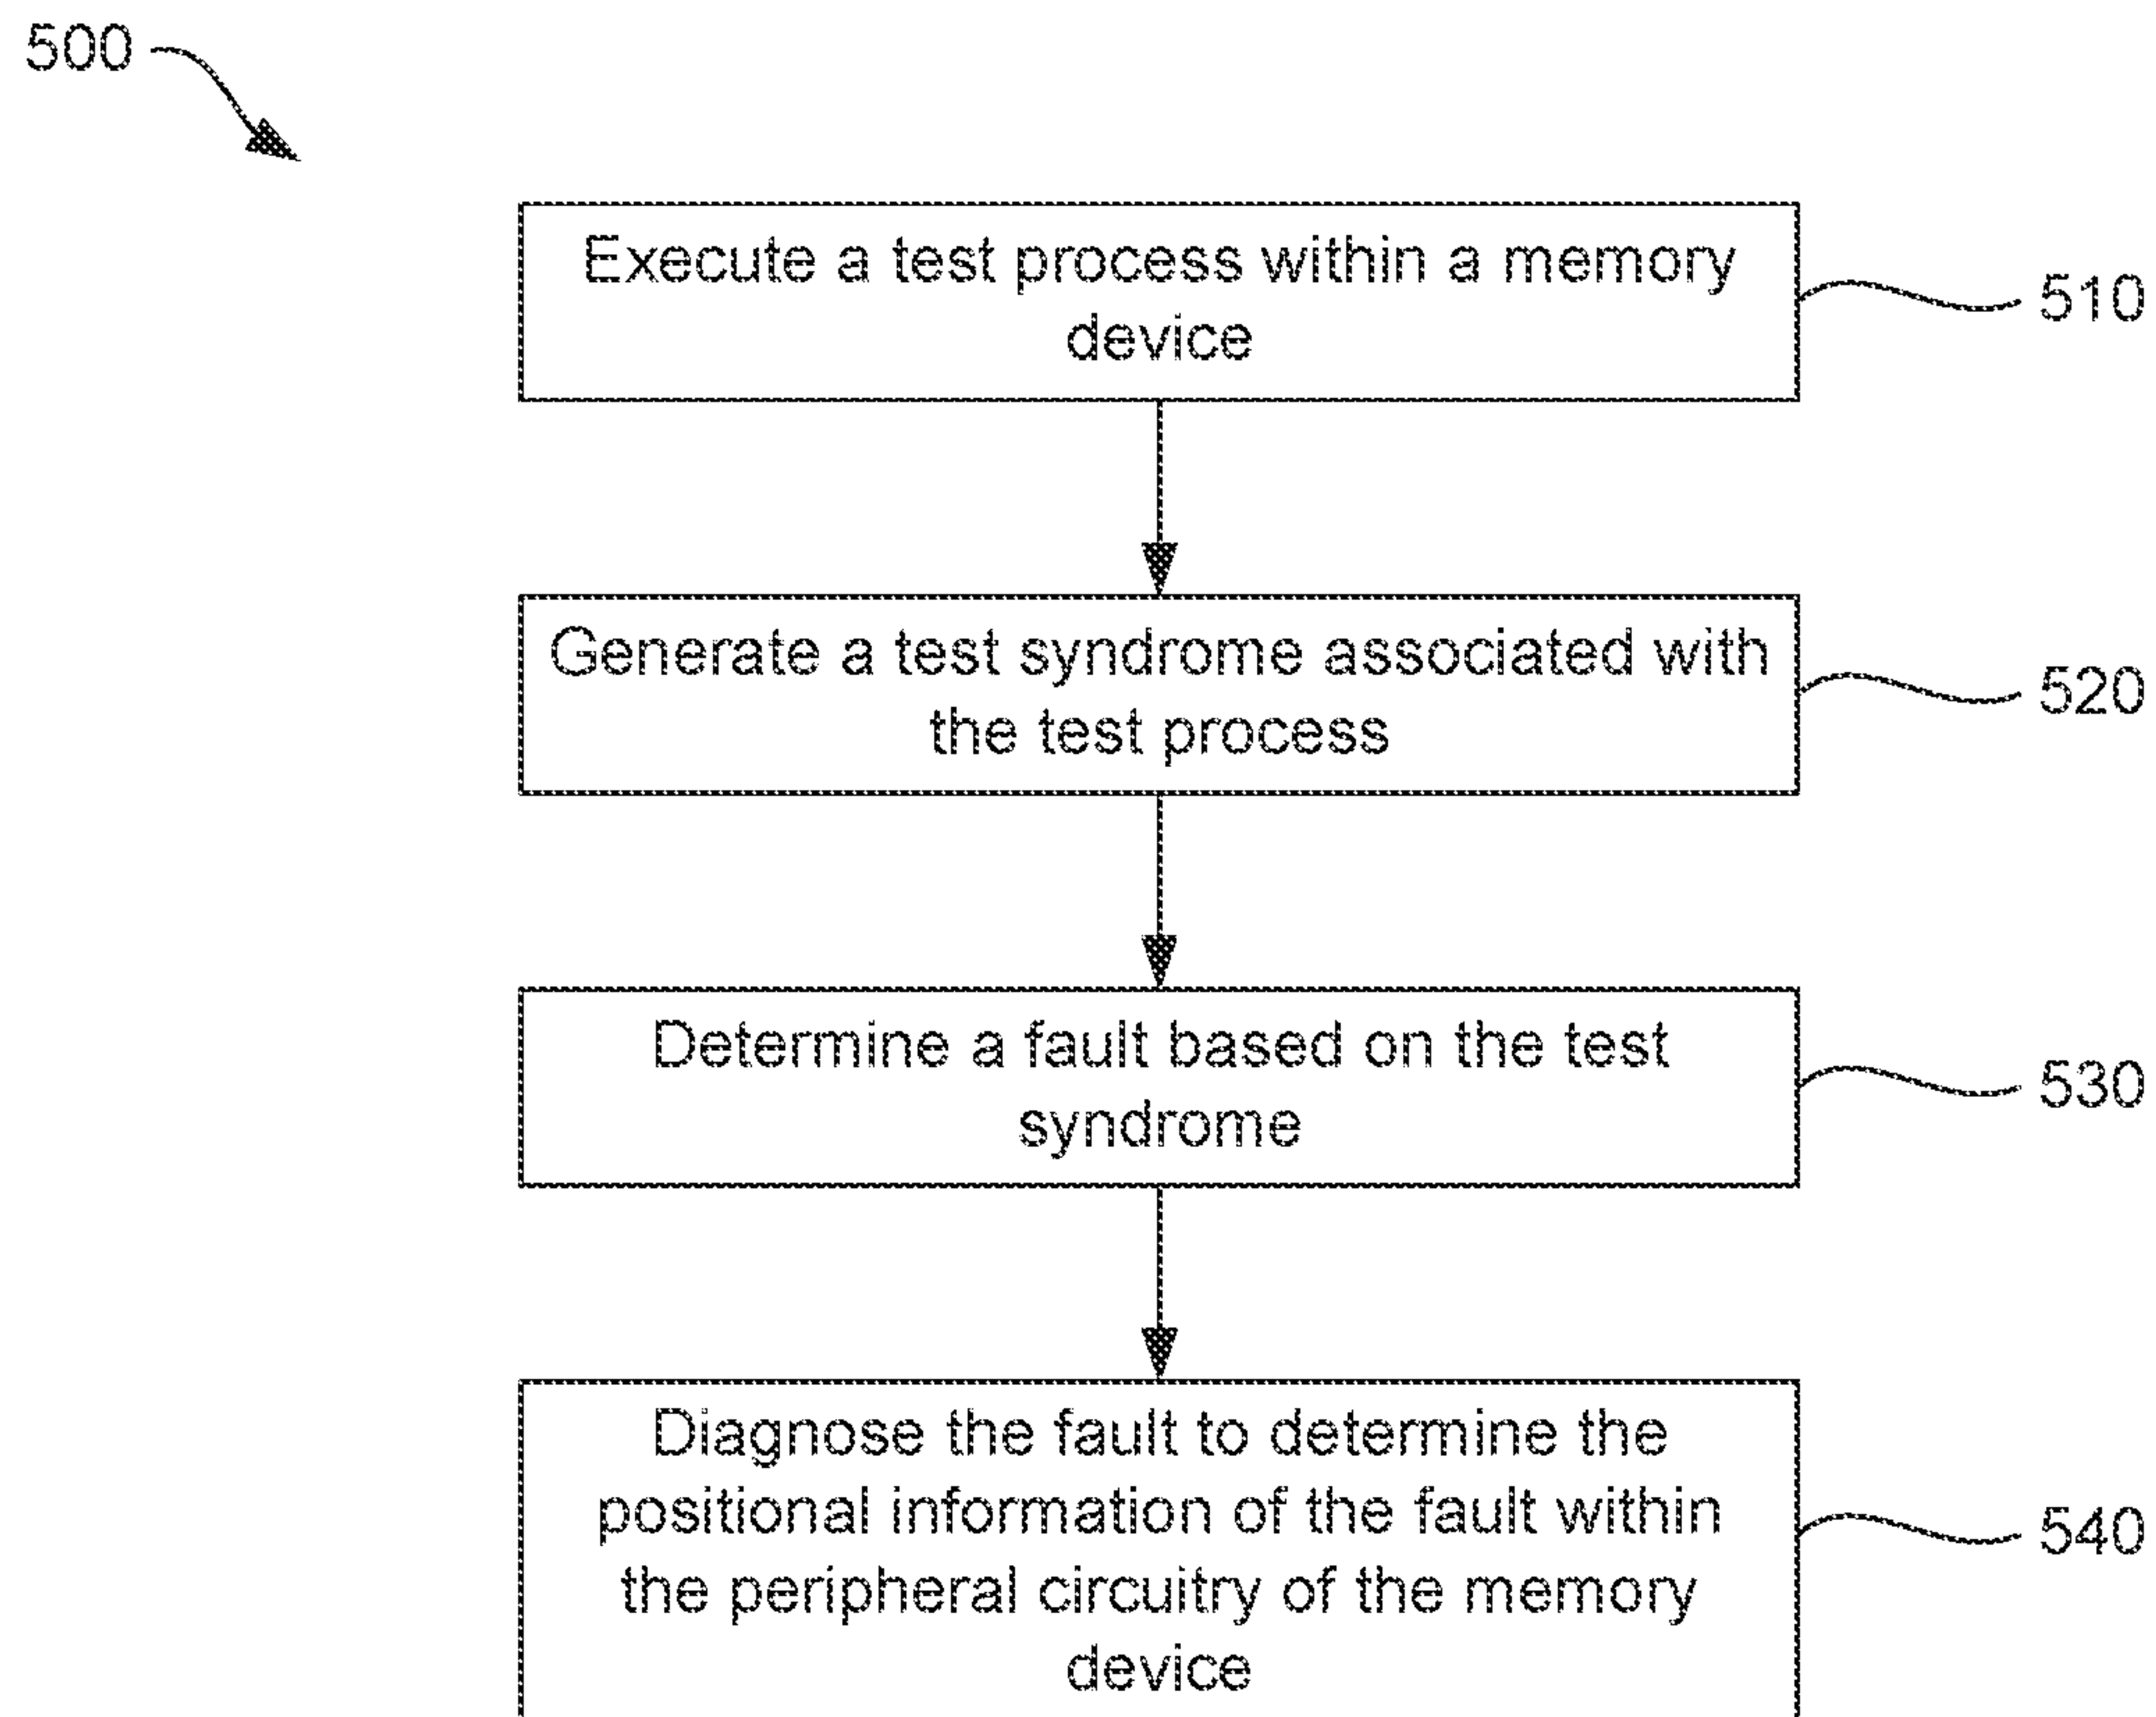 500
Execute a test process within a memory
device
510
Generate a test syndrome associated with
the test process
520
Determine a fault based on the test
syndrome
530
Diagnose the fault to determine the
positional information of the fault within
the peripheral circuitry of the memory
device
540